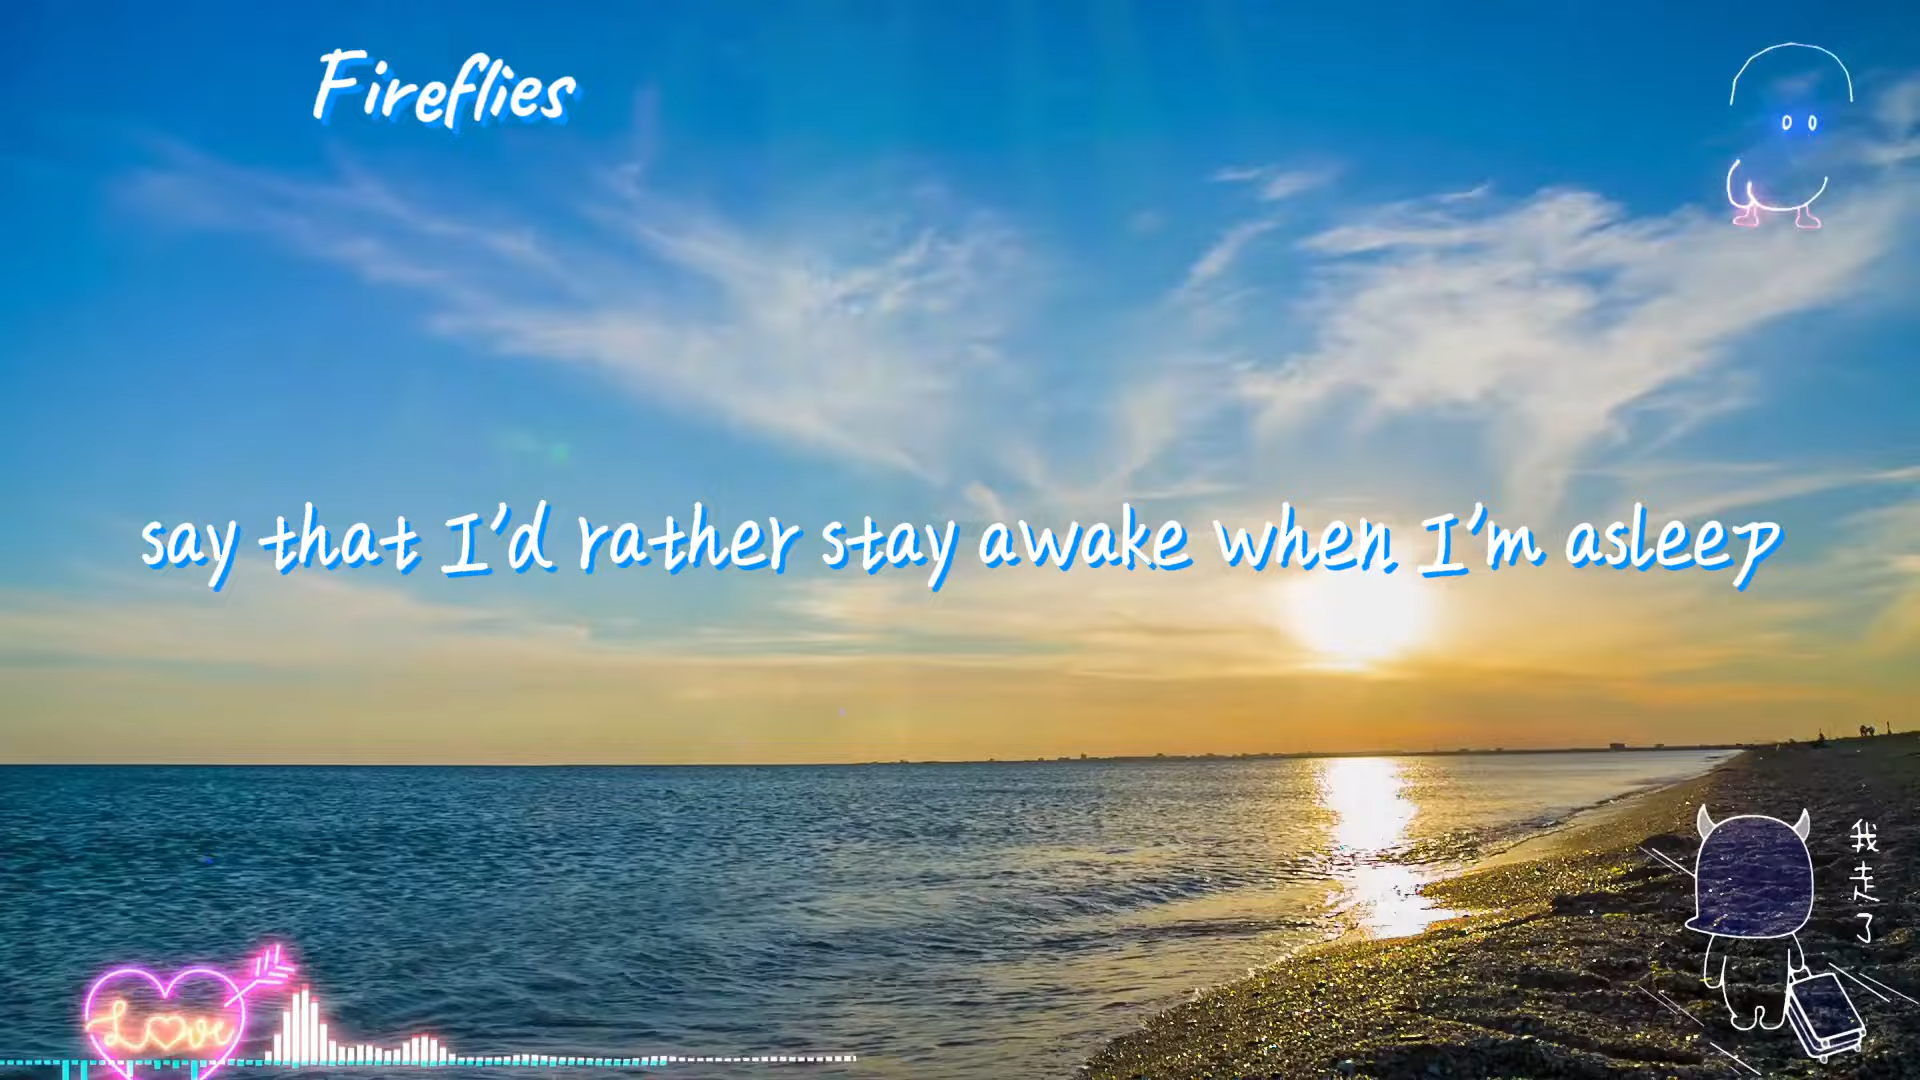 Fireflies
say that I'd rather stay awake when I'm asleep
我走了
Love